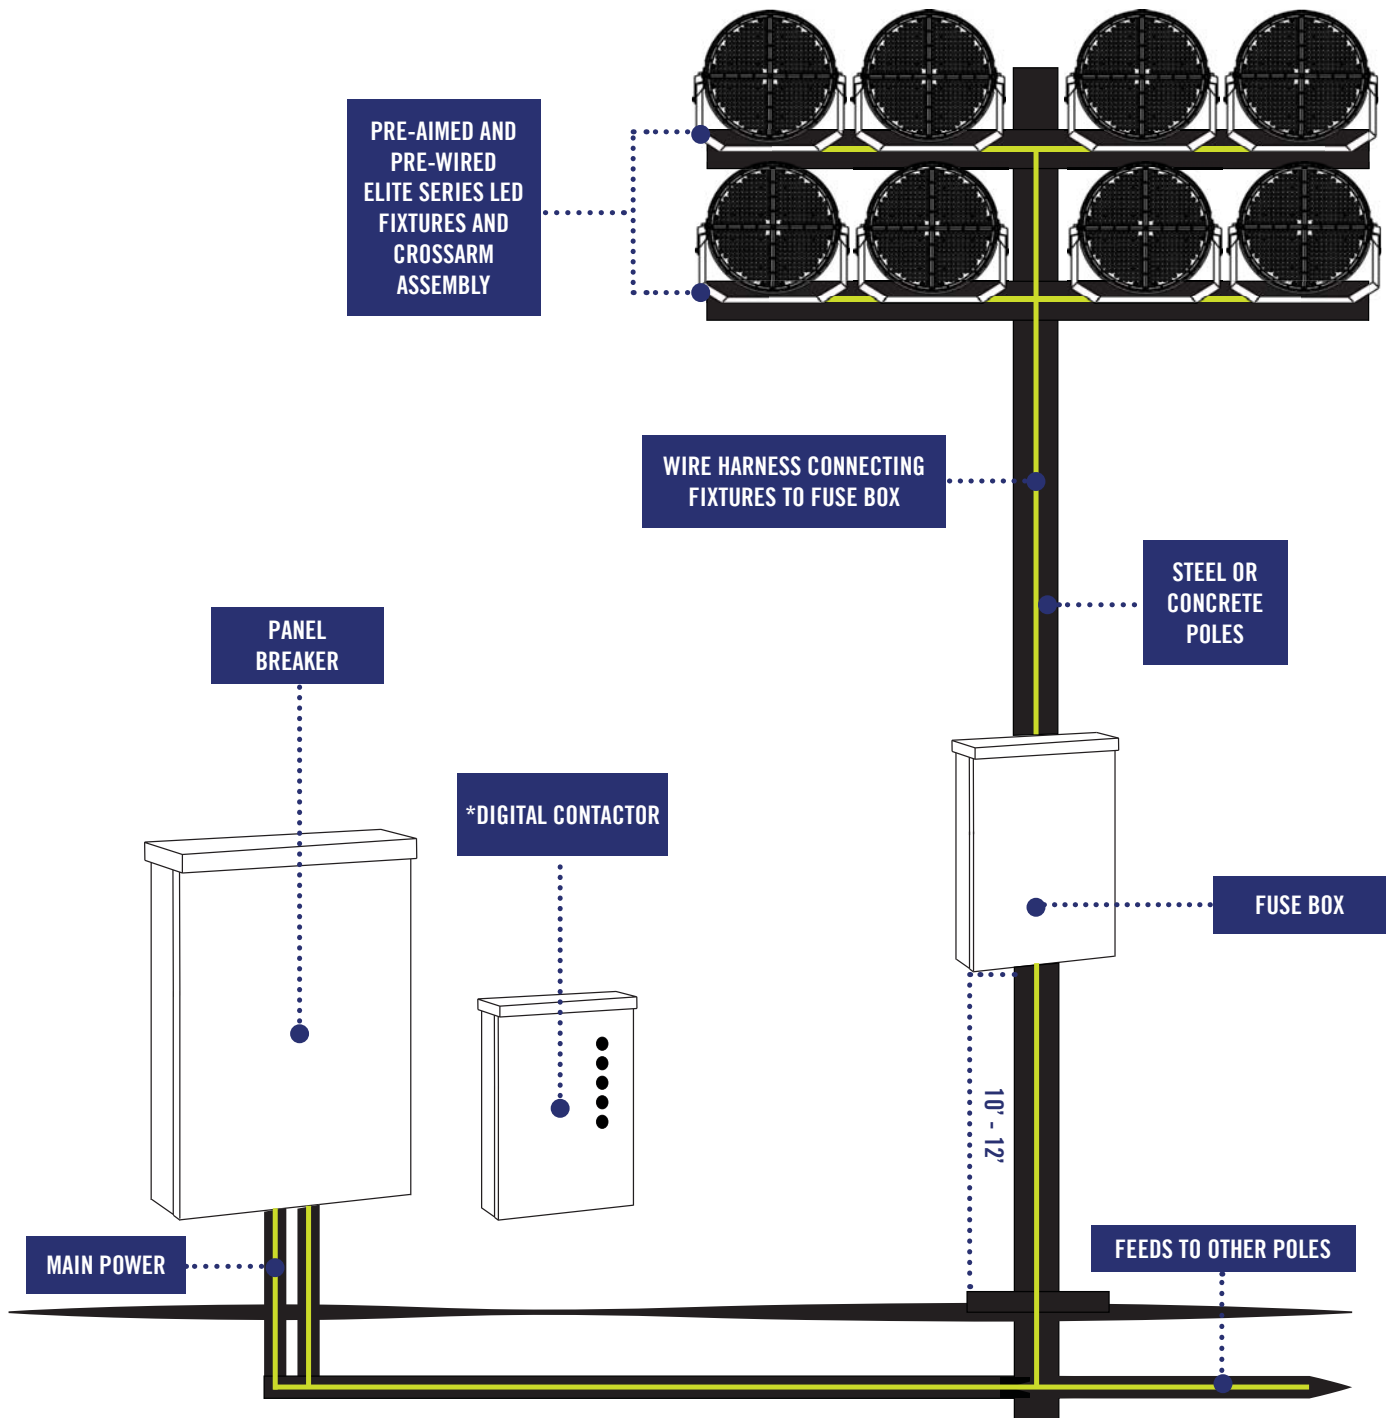 PRE-AIMED AND
PRE-WIRED
ELITE SERIES LED
FIXTURES AND
CROSSARM
ASSEMBLY
WIRE HARNESS CONNECTING
FIXTURES TO FUSE BOX
STEEL OR
CONCRETE
POLES
PANEL
BREAKER
*DIGITAL CONTACTOR
FUSE BOX
10' - 12'
MAIN POWER
FEEDS TO OTHER POLES